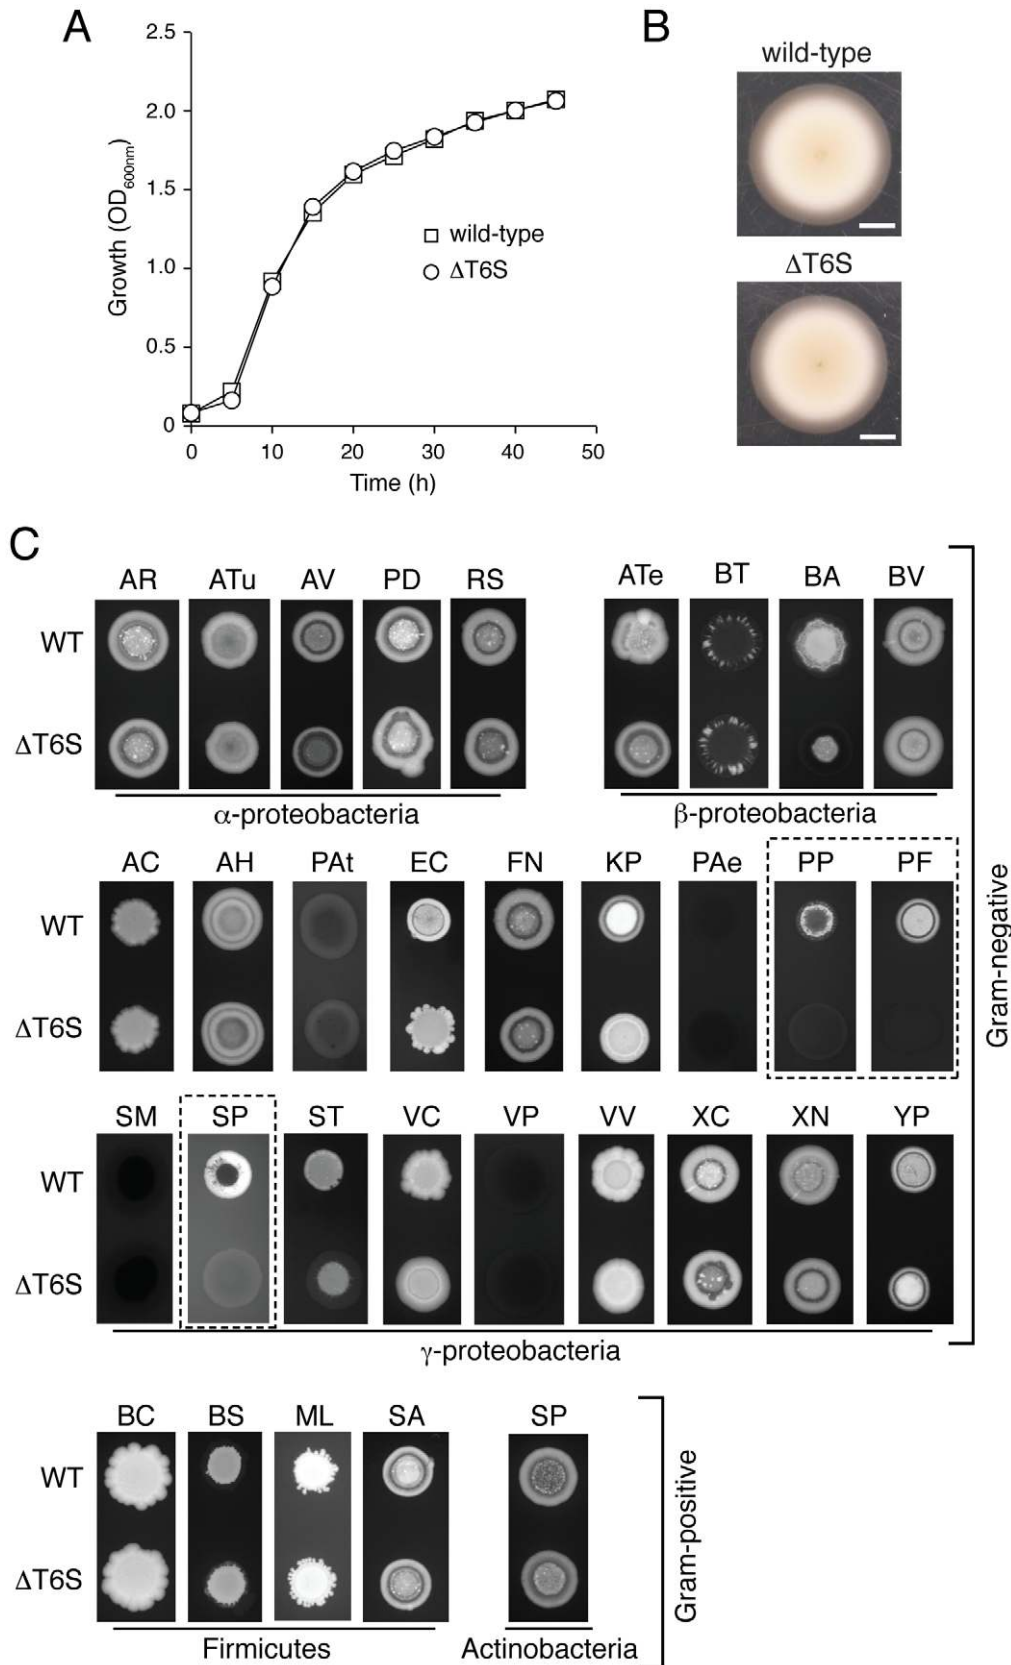 A
2.5
2.0
1.5
1.0
0.5
0
Growth (OD600nm)
wild-type
ΔT6S
0 10 20 30 40 50
Time (h)
B
wild-type
ΔT6S
C
AR ATu AV PD RS ATe BT BA BV
WT
ΔT6S
α-proteobacteria β-proteobacteria
AC AH PAt EC FN KP PAe PP PF
WT
ΔT6S
Gram-negative
SM SP ST VC VP VV XC XN YP
WT
ΔT6S
γ-proteobacteria
BC BS ML SA SP
WT
ΔT6S
Gram-positive
Firmicutes Actinobacteria